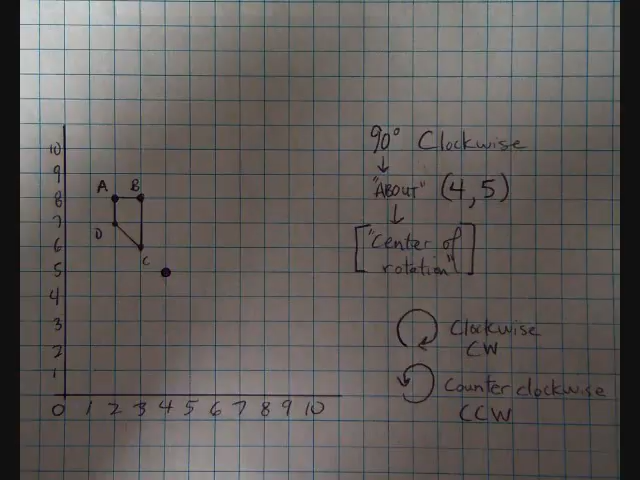 90° Clockwise
"ABOUT" (4,5)
["Center of
rotation"]
Clockwise
CW
Counter clockwise
CCW
10
9
8
7
6
5
4
3
2
1
A B
D
C
0 1 2 3 4 5 6 7 8 9 10